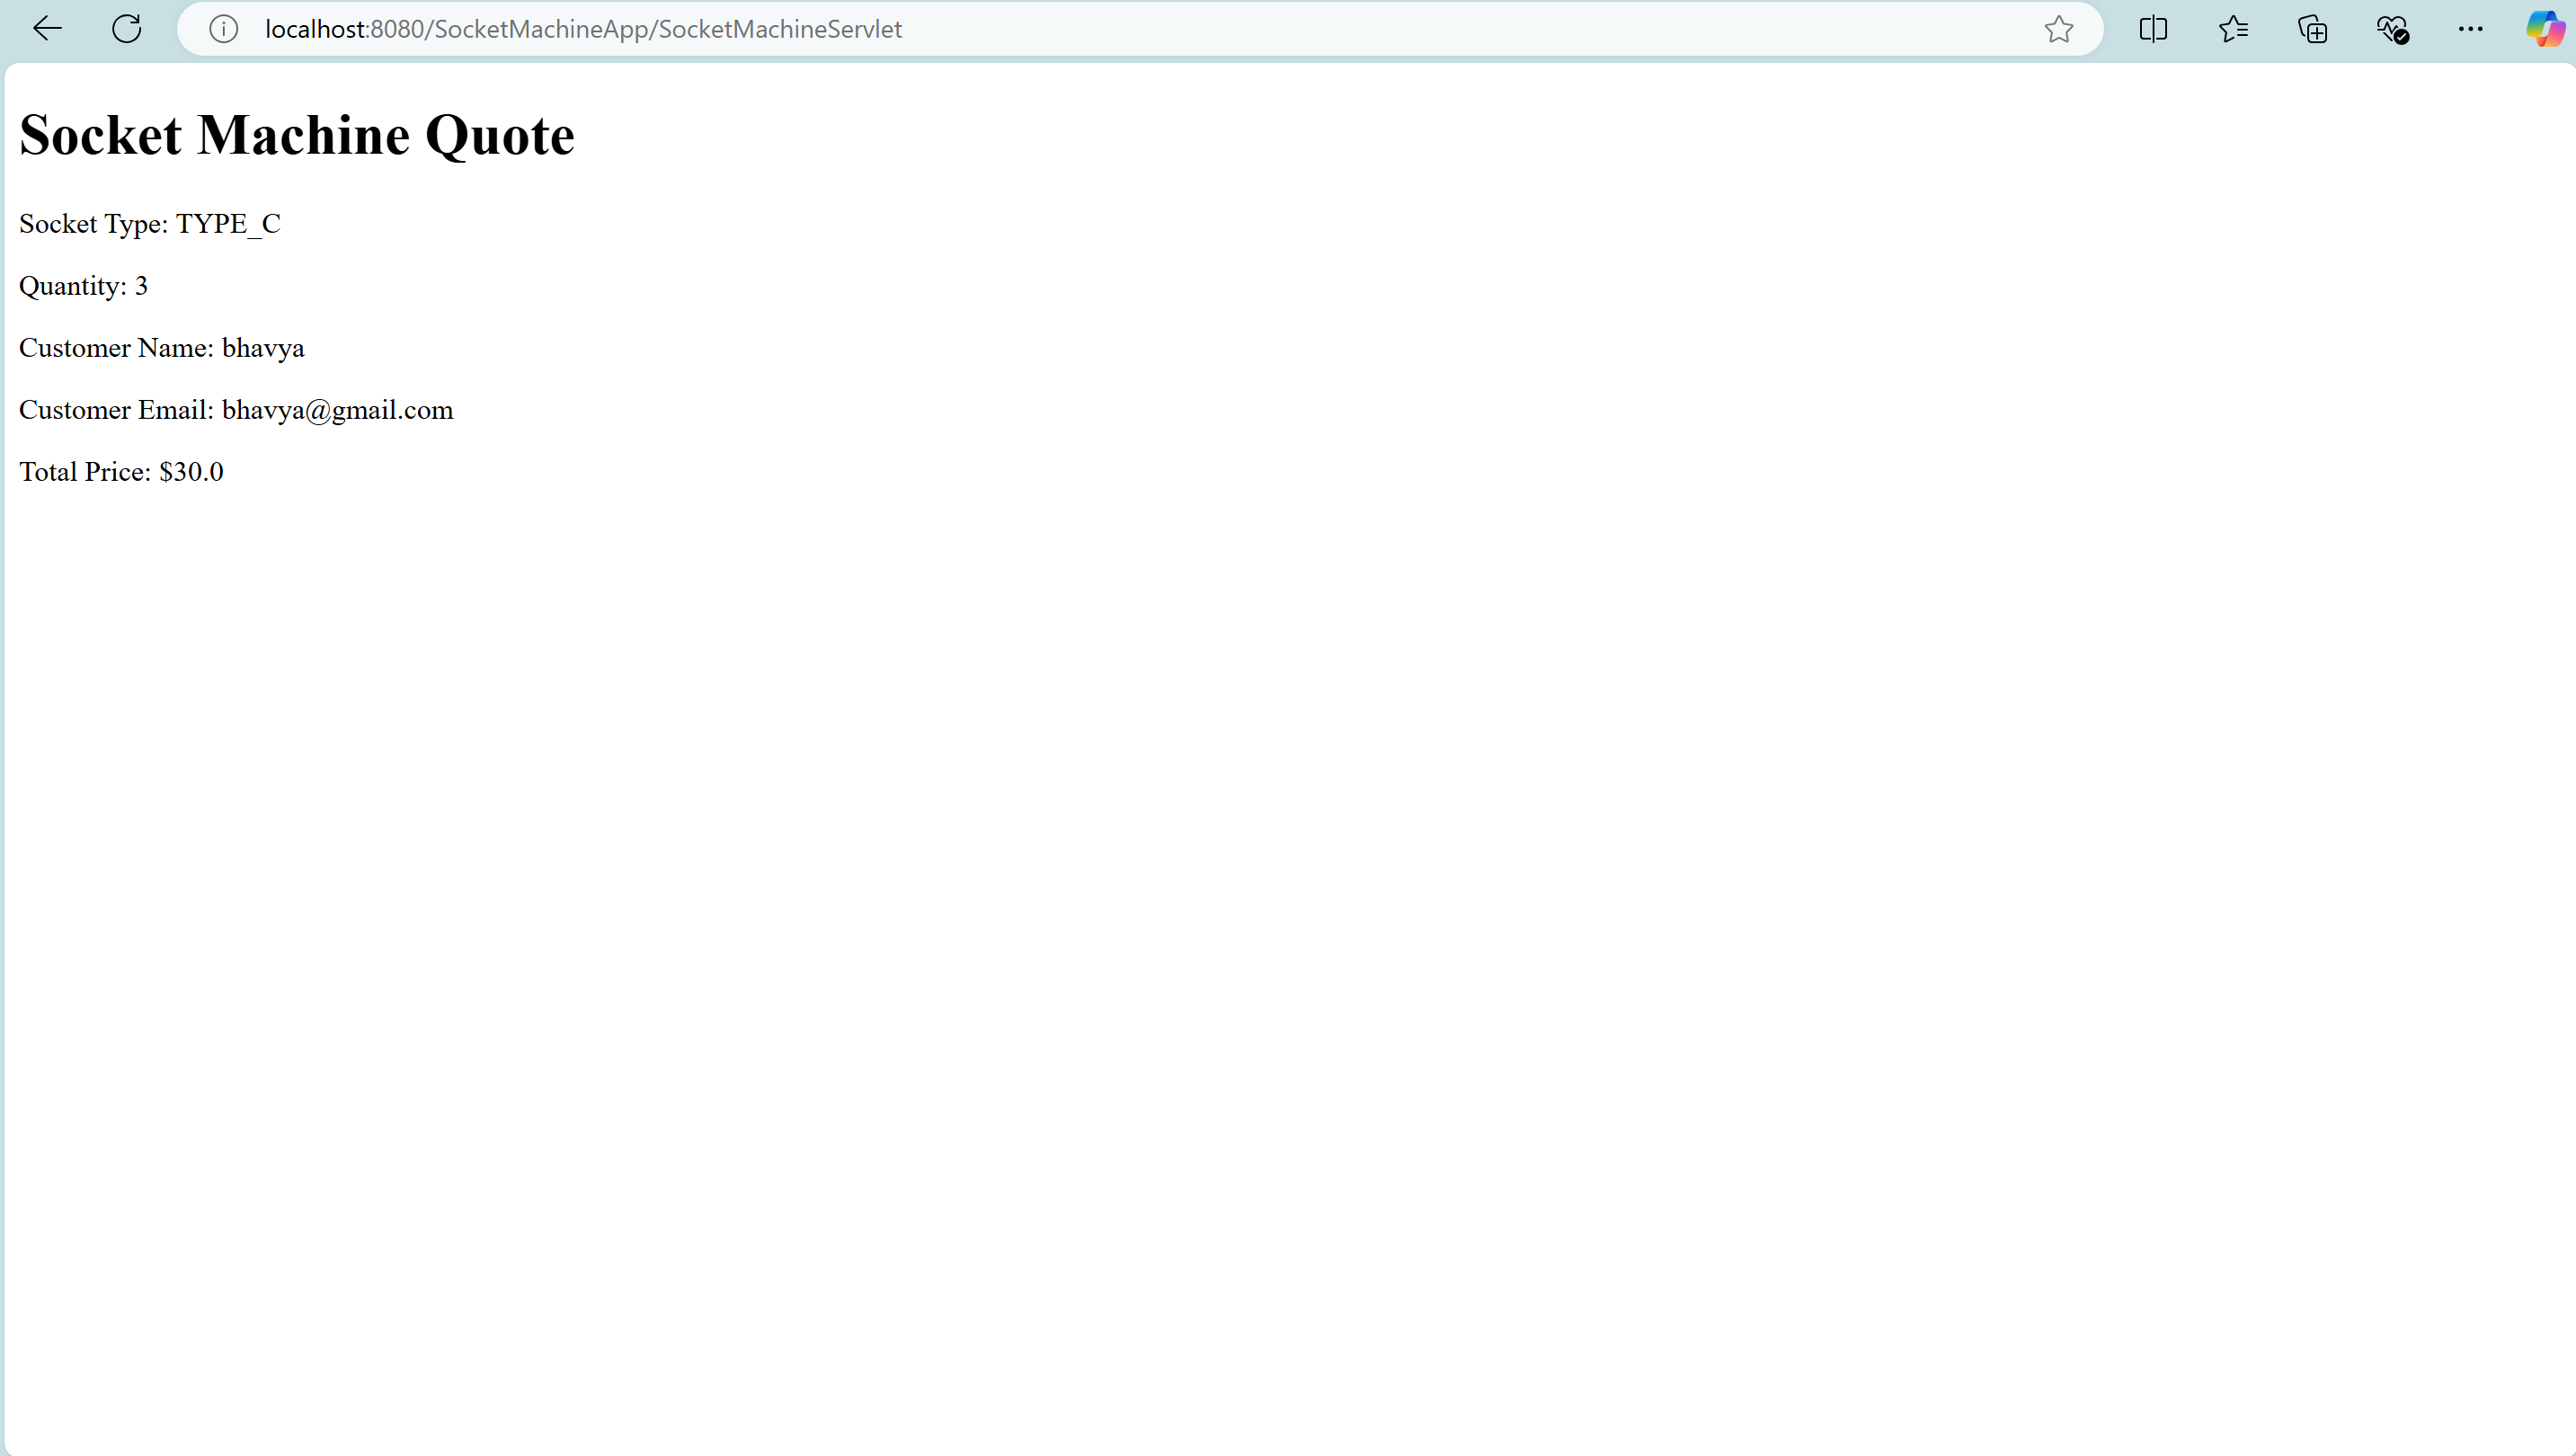 localhost:8080/SocketMachineApp/SocketMachineServlet
Socket Machine Quote
Socket Type: TYPE_C
Quantity: 3
Customer Name: bhavya
Customer Email: bhavya@gmail.com
Total Price: $30.0